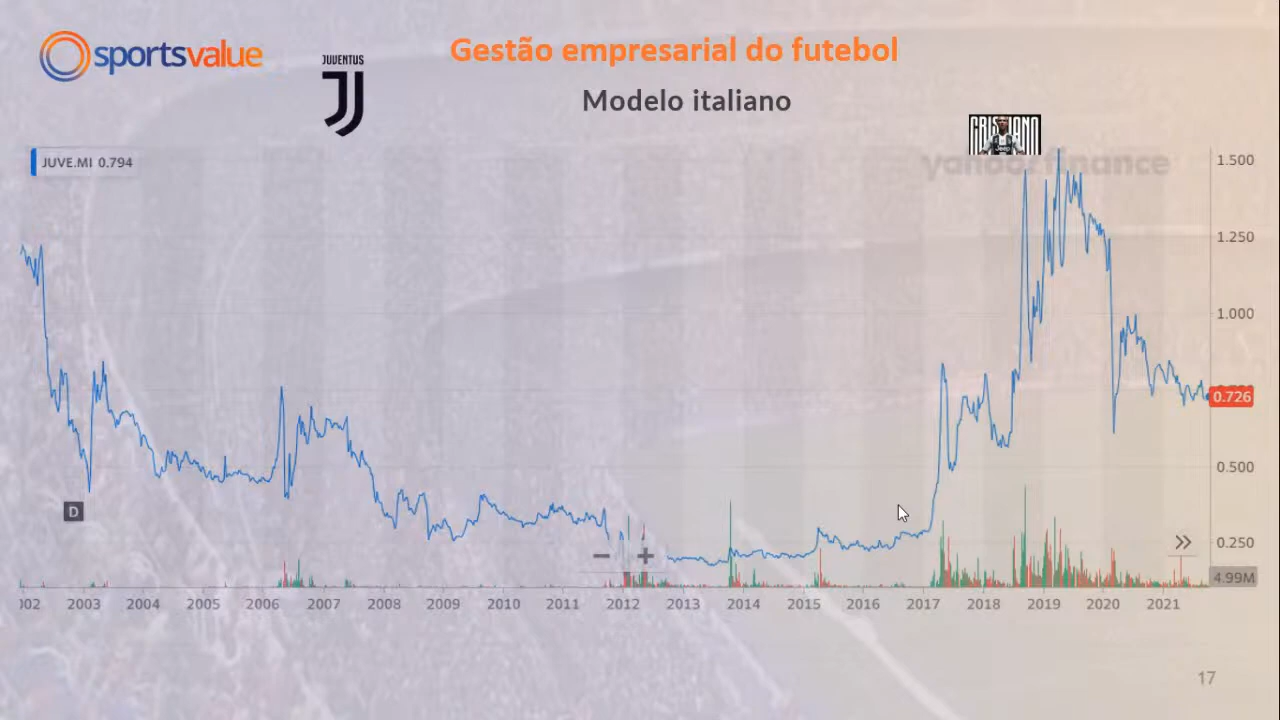 sportsvalue
JUVENTUS
Gestão empresarial do futebol
Modelo italiano
CRISTIANO
Jeep
JUVE.MI 0.794
yahoo! finance
1.500
1.250
1.000
0.726
0.500
D
0.250
4.99M
002 2003 2004 2005 2006 2007 2008 2009 2010 2011 2012 2013 2014 2015 2016 2017 2018 2019 2020 2021
17